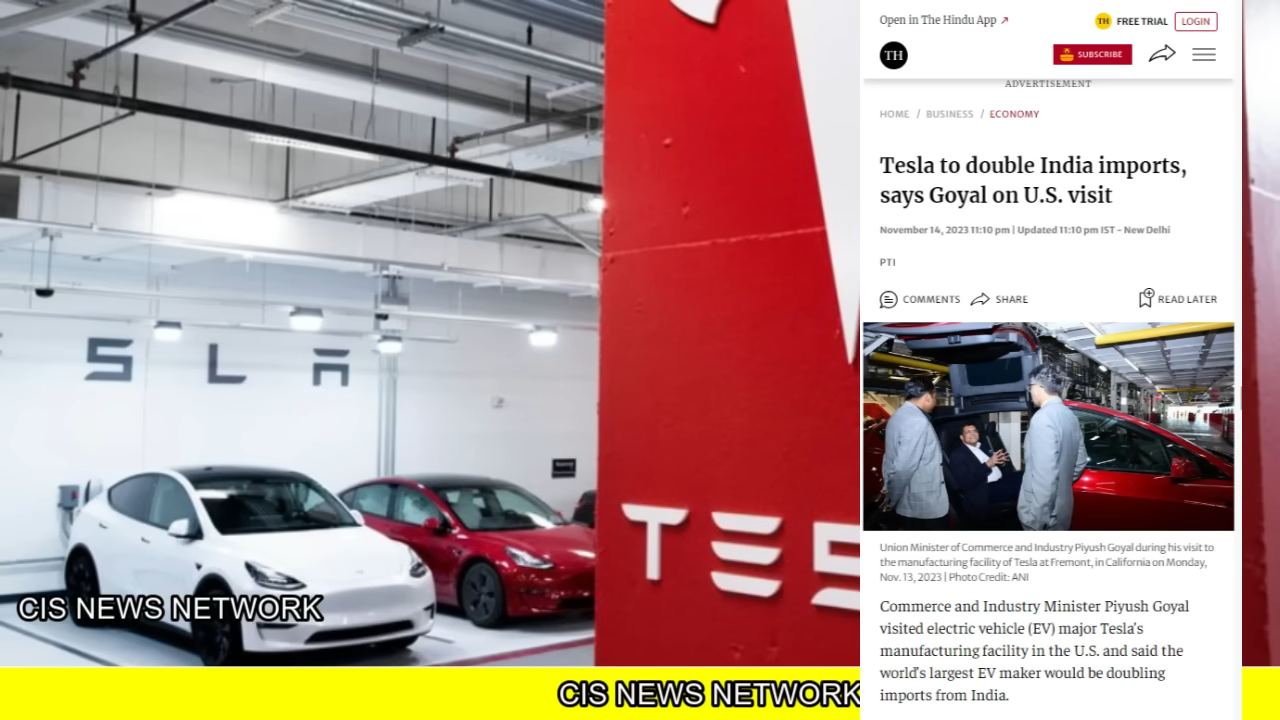 SLA
TES
CIS NEWS NETWORK
CIS NEWS NETWORK
Open in The Hindu App ↗
TH FREE TRIAL LOGIN
TH SUBSCRIBE
ADVERTISEMENT
HOME / BUSINESS / ECONOMY
Tesla to double India imports,
says Goyal on U.S. visit
November 14, 2023 11:10 pm | Updated 11:10 pm IST - New Delhi
PTI
COMMENTS SHARE READ LATER
Union Minister of Commerce and Industry Piyush Goyal during his visit to
the manufacturing facility of Tesla at Fremont, in California on Monday,
Nov. 13, 2023 | Photo Credit: ANI
Commerce and Industry Minister Piyush Goyal
visited electric vehicle (EV) major Tesla's
manufacturing facility in the U.S. and said the
world's largest EV maker would be doubling
imports from India.